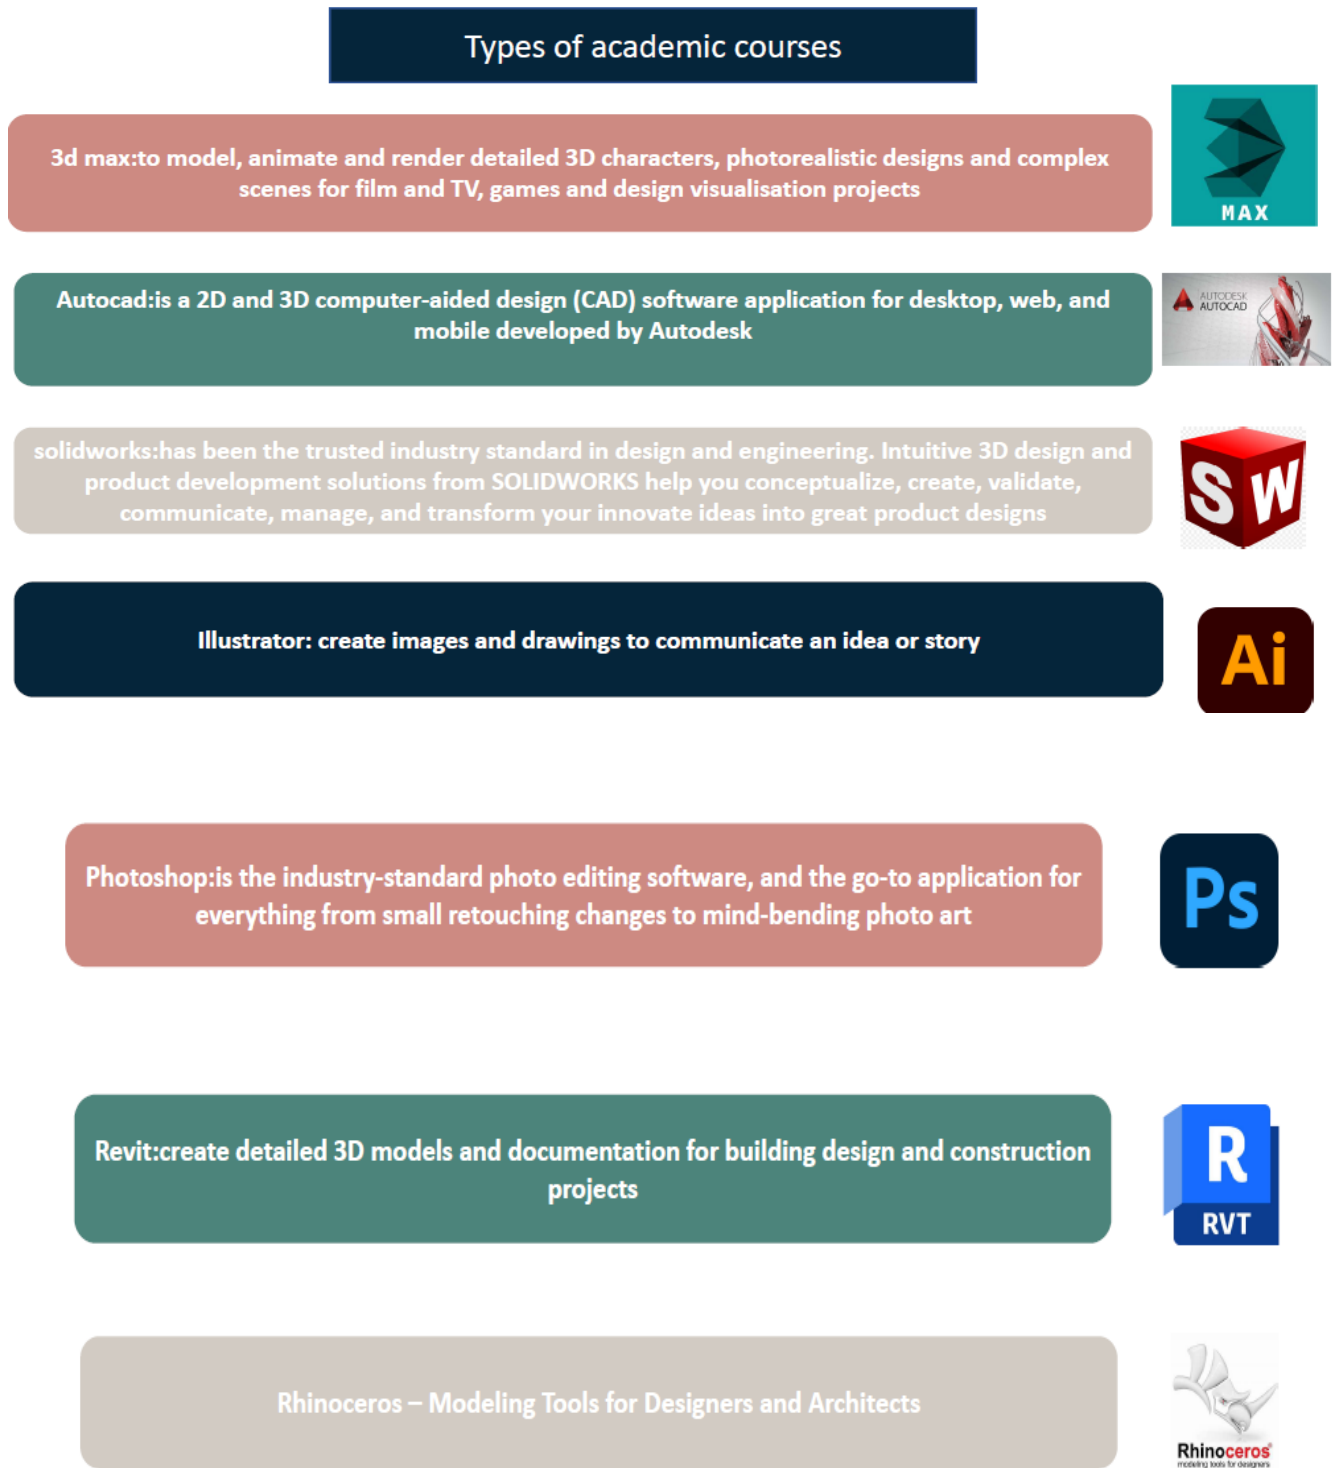 Types of academic courses
3d max:to model, animate and render detailed 3D characters, photorealistic designs and complex
scenes for film and TV, games and design visualisation projects
MAX
Autocad:is a 2D and 3D computer-aided design (CAD) software application for desktop, web, and
mobile developed by Autodesk
AUTODESK
AUTOCAD
solidworks:has been the trusted industry standard in design and engineering. Intuitive 3D design and
product development solutions from SOLIDWORKS help you conceptualize, create, validate,
communicate, manage, and transform your innovate ideas into great product designs
SW
Illustrator: create images and drawings to communicate an idea or story
Ai
Photoshop:is the industry-standard photo editing software, and the go-to application for
everything from small retouching changes to mind-bending photo art
Ps
Revit:create detailed 3D models and documentation for building design and construction
projects
R
RVT
Rhinoceros – Modeling Tools for Designers and Architects
Rhinoceros®
modeling tools for designers